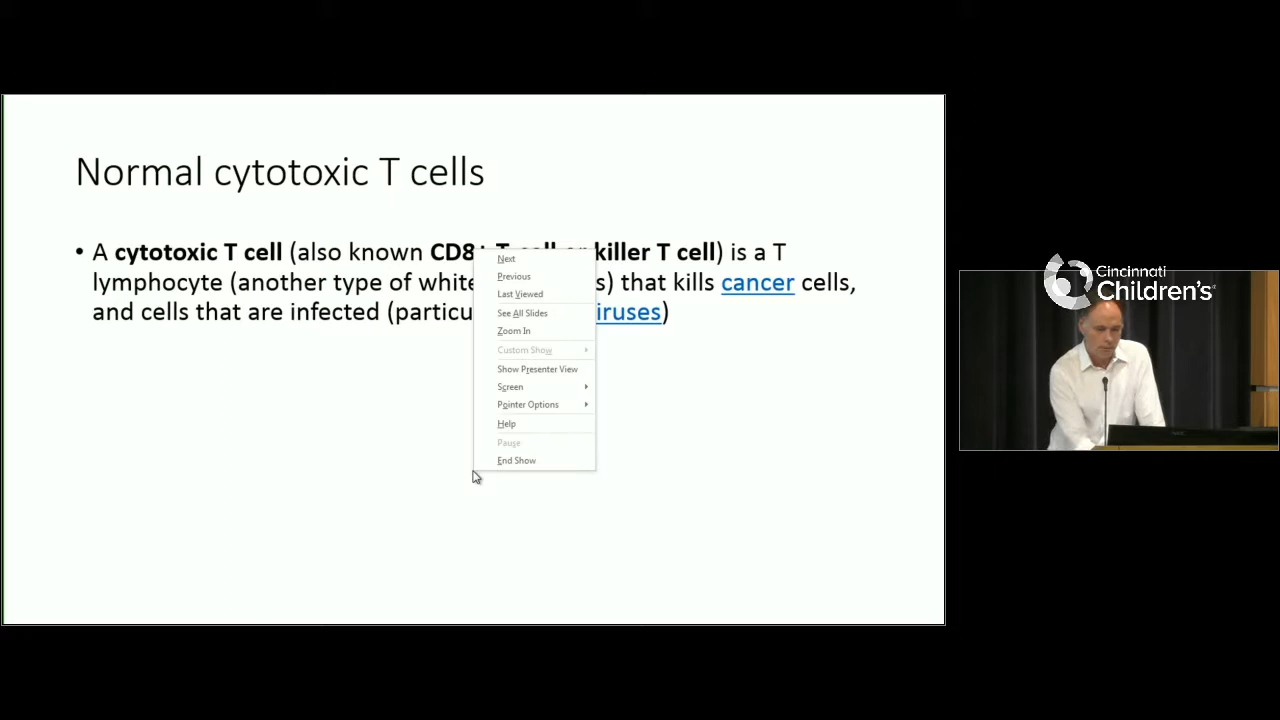 Normal cytotoxic T cells
• A cytotoxic T cell (also known CD8+ T cell or killer T cell) is a T
lymphocyte (another type of white s) that kills cancer cells,
and cells that are infected (particu iruses)
Next
Previous
Last Viewed
See All Slides
Zoom In
Custom Show
Show Presenter View
Screen
Pointer Options
Help
Pause
End Show
Cincinnati
Children's